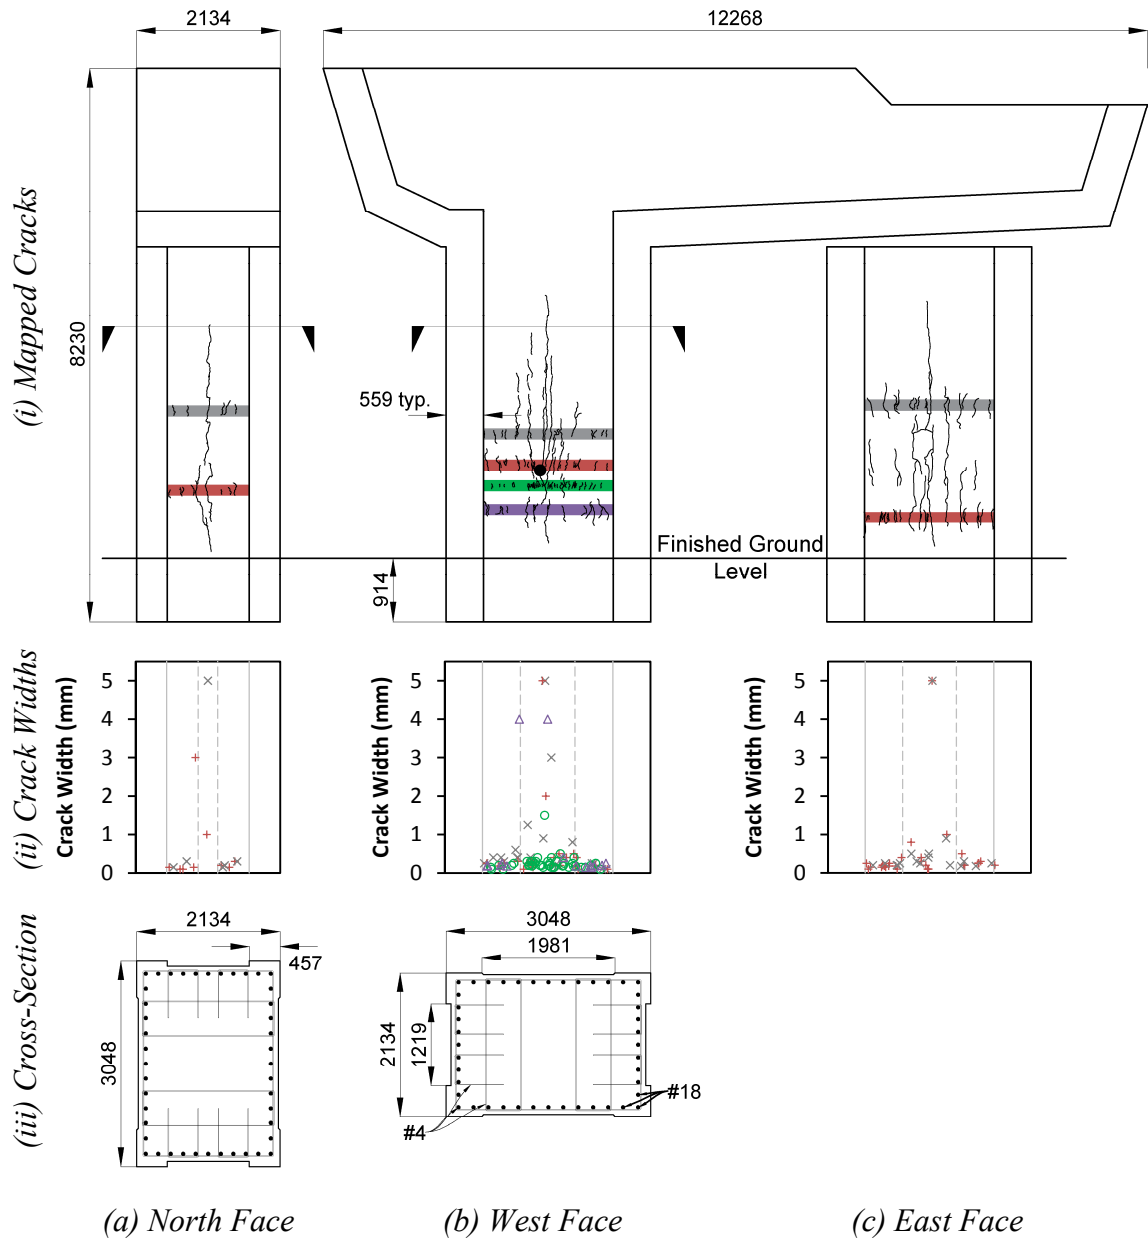 2134
12268
(i) Mapped Cracks
8230
559 typ.
Finished Ground
Level
914
(ii) Crack Widths
Crack Width (mm)
5
4
3
2
1
0
Crack Width (mm)
5
4
3
2
1
0
Crack Width (mm)
5
4
3
2
1
0
(iii) Cross-Section
2134
457
3048
3048
1981
2134
1219
#18
#4
(a) North Face
(b) West Face
(c) East Face